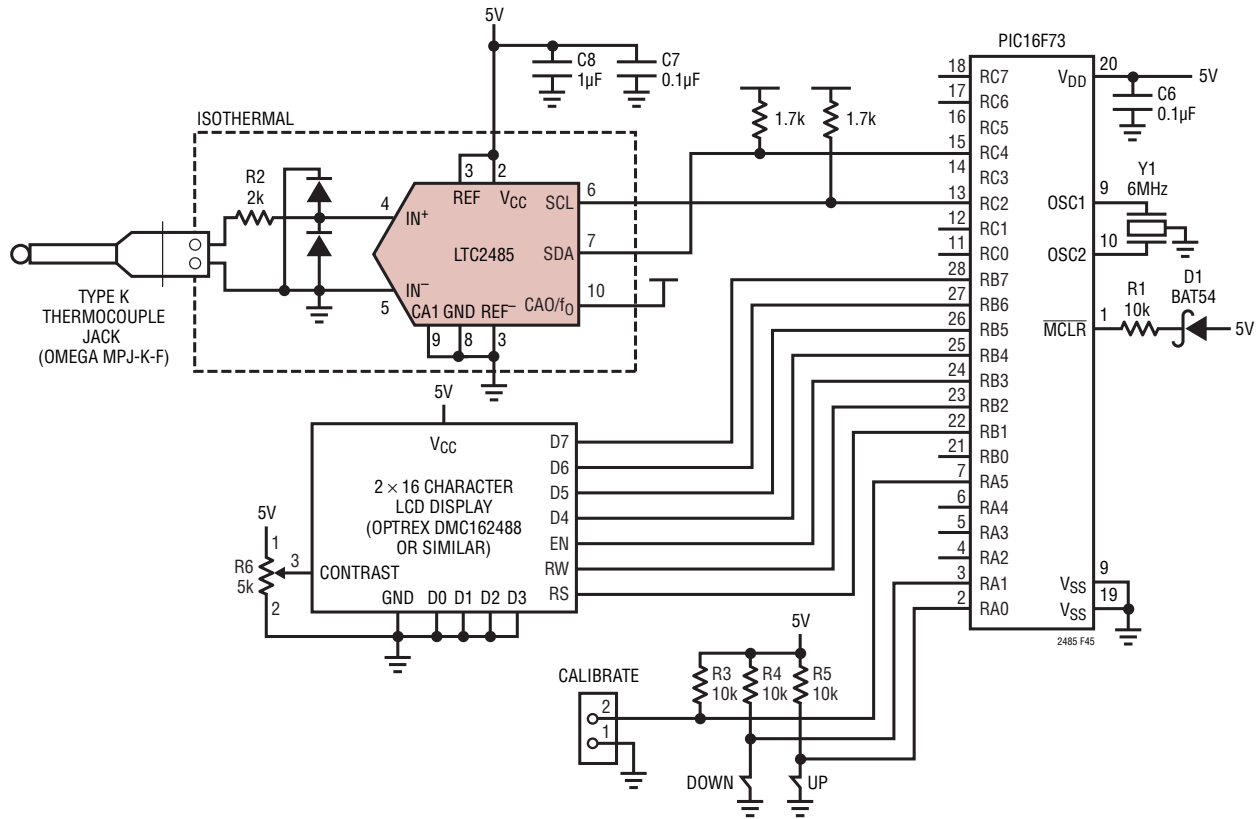 5V
C8
1µF
C7
0.1µF
PIC16F73
18
RC7
17
RC6
16
RC5
15
RC4
14
RC3
13
RC2
12
RC1
11
RC0
28
RB7
27
RB6
26
RB5
25
RB4
24
RB3
23
RB2
22
RB1
21
RB0
7
RA5
6
RA4
5
RA3
4
RA2
3
RA1
2
RA0
VDD
20
5V
C6
0.1µF
Y1
6MHz
OSC1
9
OSC2
10
D1
BAT54
R1
10k
MCLR
1
5V
VSS
9
VSS
19
2485 F45
1.7k
1.7k
ISOTHERMAL
R2
2k
TYPE K
THERMOCOUPLE
JACK
(OMEGA MPJ-K-F)
4
IN+
5
IN–
3
REF
2
VCC
LTC2485
SCL
6
SDA
7
CAO/fO
10
CA1 GND REF–
9
8
3
5V
VCC
2 × 16 CHARACTER
LCD DISPLAY
(OPTREX DMC162488
OR SIMILAR)
D7
D6
D5
D4
EN
RW
RS
CONTRAST
GND D0 D1 D2 D3
5V
1
R6
5k
3
2
CALIBRATE
2
1
5V
R3
10k
R4
10k
R5
10k
DOWN
UP